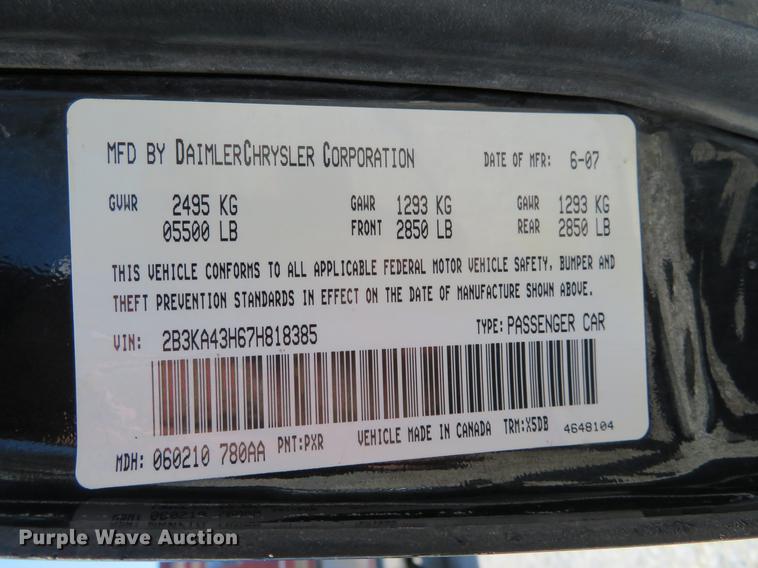 MFD BY DAIMLERCHRYSLER CORPORATION DATE OF MFR: 6-07
GVWR 2495 KG GAWR 1293 KG GAWR 1293 KG
05500 LB FRONT 2850 LB REAR 2850 LB
THIS VEHICLE CONFORMS TO ALL APPLICABLE FEDERAL MOTOR VEHICLE SAFETY, BUMPER AND
THEFT PREVENTION STANDARDS IN EFFECT ON THE DATE OF MANUFACTURE SHOWN ABOVE.
VIN: 2B3KA43H67H818385 TYPE: PASSENGER CAR
MDH: 060210 780AA PNT:PXR VEHICLE MADE IN CANADA TRM:X5DB 4648104
Purple Wave Auction